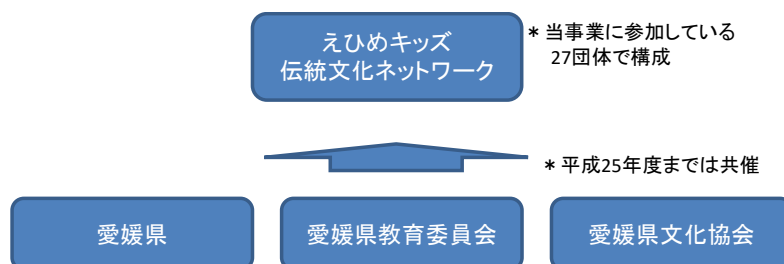 えひめキッズ
伝統文化ネットワーク
* 当事業に参加している
27団体で構成
* 平成25年度までは共催
愛媛県
愛媛県教育委員会
愛媛県文化協会